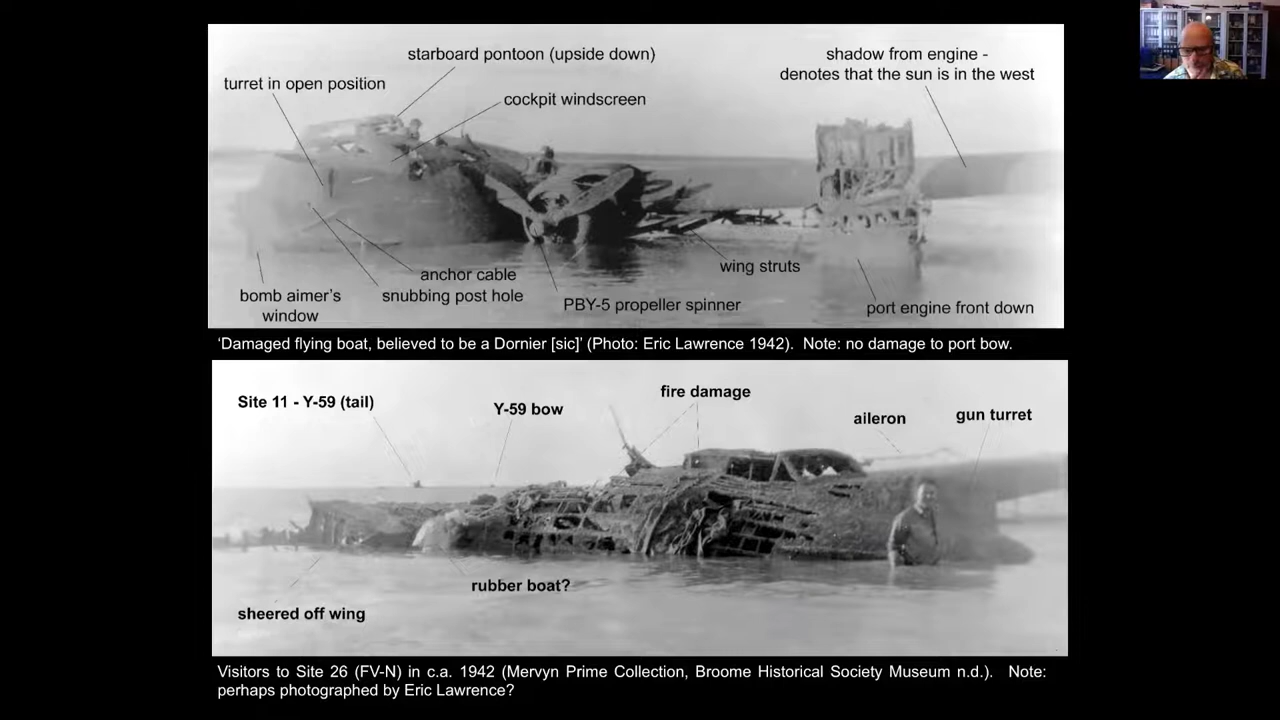 starboard pontoon (upside down)
shadow from engine -
denotes that the sun is in the west
turret in open position
cockpit windscreen
anchor cable
snubbing post hole
wing struts
bomb aimer’s
window
PBY-5 propeller spinner
port engine front down
‘Damaged flying boat, believed to be a Dornier [sic]’ (Photo: Eric Lawrence 1942).  Note: no damage to port bow.
Site 11 - Y-59 (tail)
Y-59 bow
fire damage
aileron
gun turret
rubber boat?
sheered off wing
Visitors to Site 26 (FV-N) in c.a. 1942 (Mervyn Prime Collection, Broome Historical Society Museum n.d.).  Note:
perhaps photographed by Eric Lawrence?